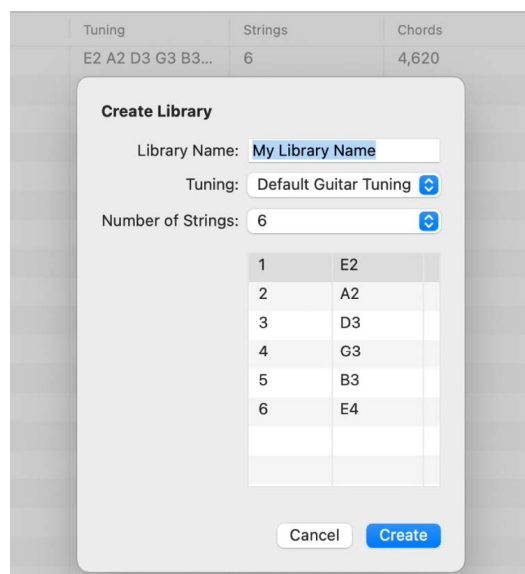 Tuning Strings Chords
E2 A2 D3 G3 B3... 6 4,620
Create Library
Library Name: My Library Name
Tuning: Default Guitar Tuning
Number of Strings: 6
1 E2
2 A2
3 D3
4 G3
5 B3
6 E4
Cancel Create